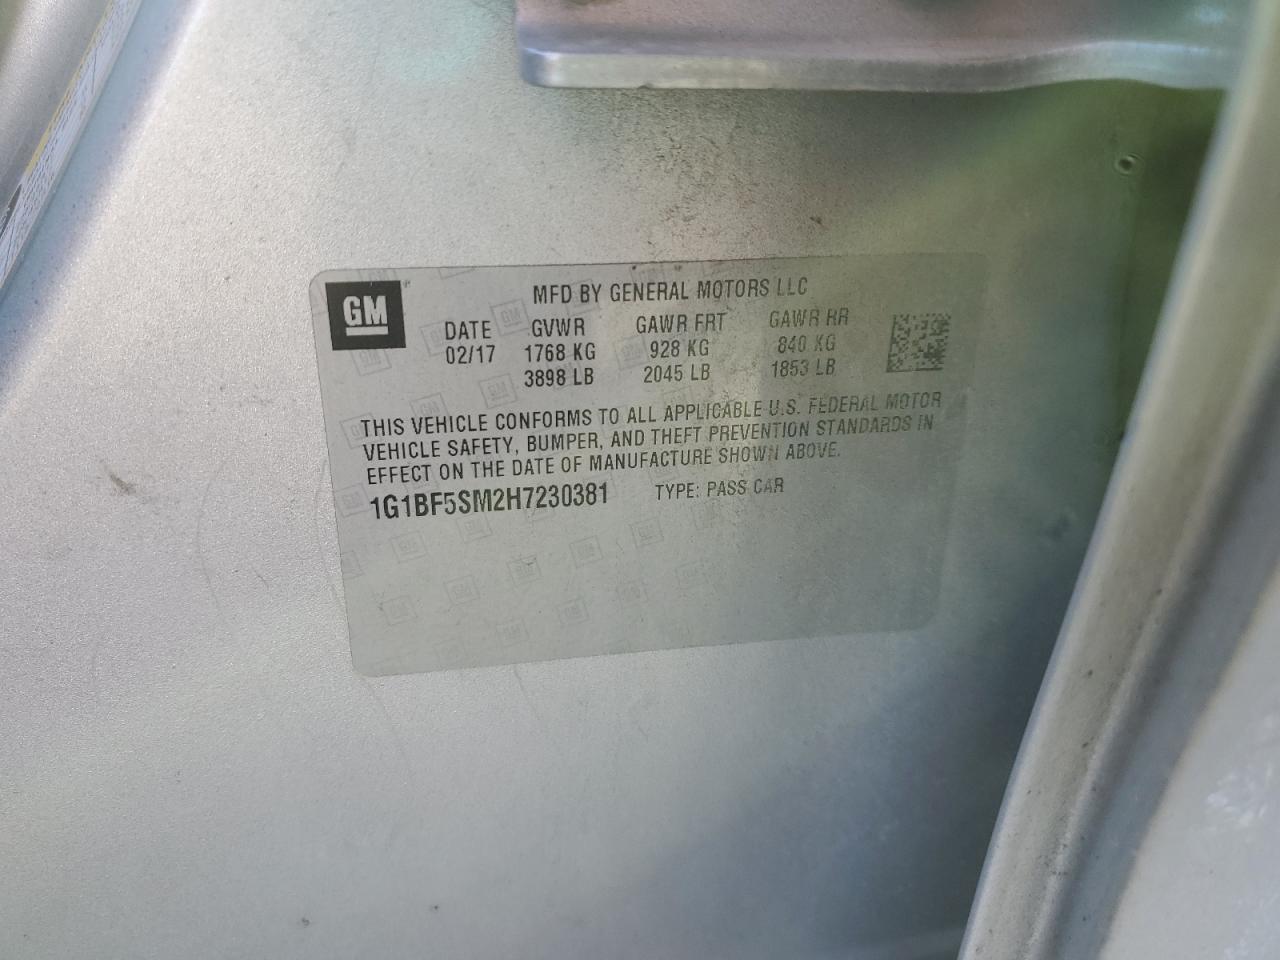 GM
MFD BY GENERAL MOTORS LLC
DATE GVWR GAWR FRT GAWR RR
02/17 1768 KG 928 KG 840 KG
3898 LB 2045 LB 1853 LB
THIS VEHICLE CONFORMS TO ALL APPLICABLE U.S. FEDERAL MOTOR
VEHICLE SAFETY, BUMPER, AND THEFT PREVENTION STANDARDS IN
EFFECT ON THE DATE OF MANUFACTURE SHOWN ABOVE.
1G1BF5SM2H7230381 TYPE: PASS CAR